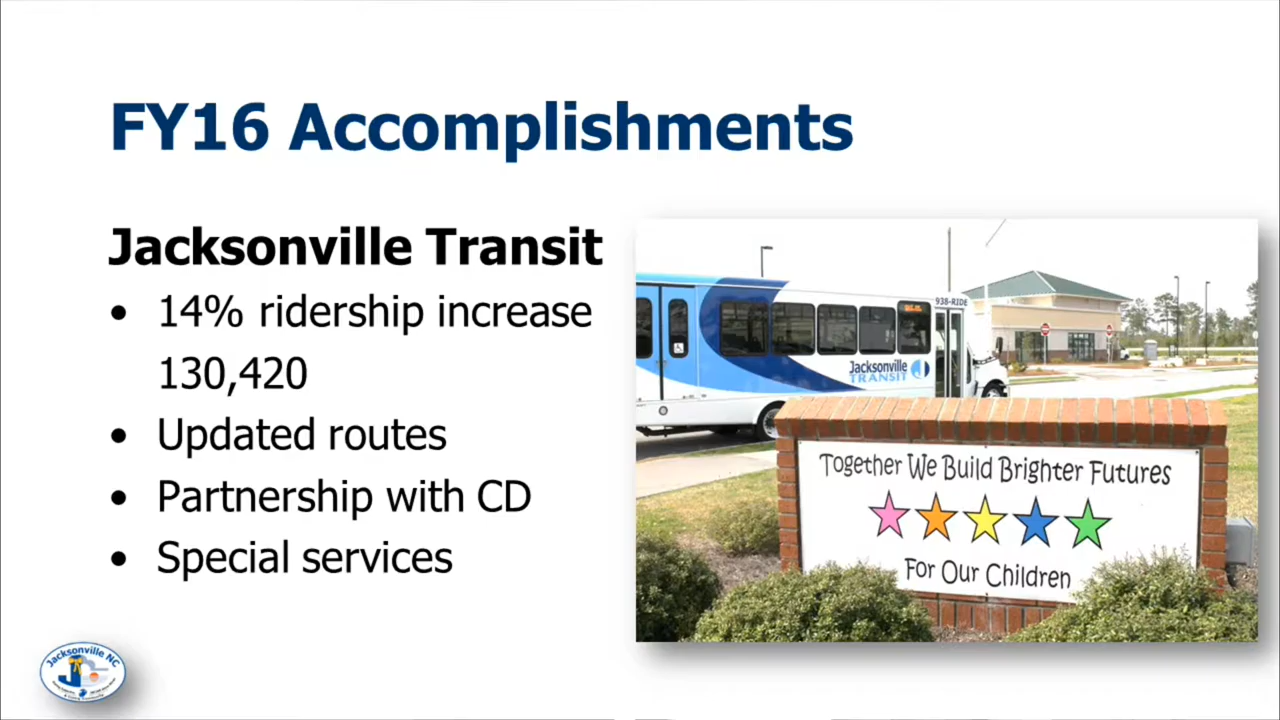 FY16 Accomplishments
Jacksonville Transit
• 14% ridership increase
130,420
• Updated routes
• Partnership with CD
• Special services
938-RIDE
Jacksonville
TRANSIT
Together We Build Brighter Futures
For Our Children
Jacksonville NC